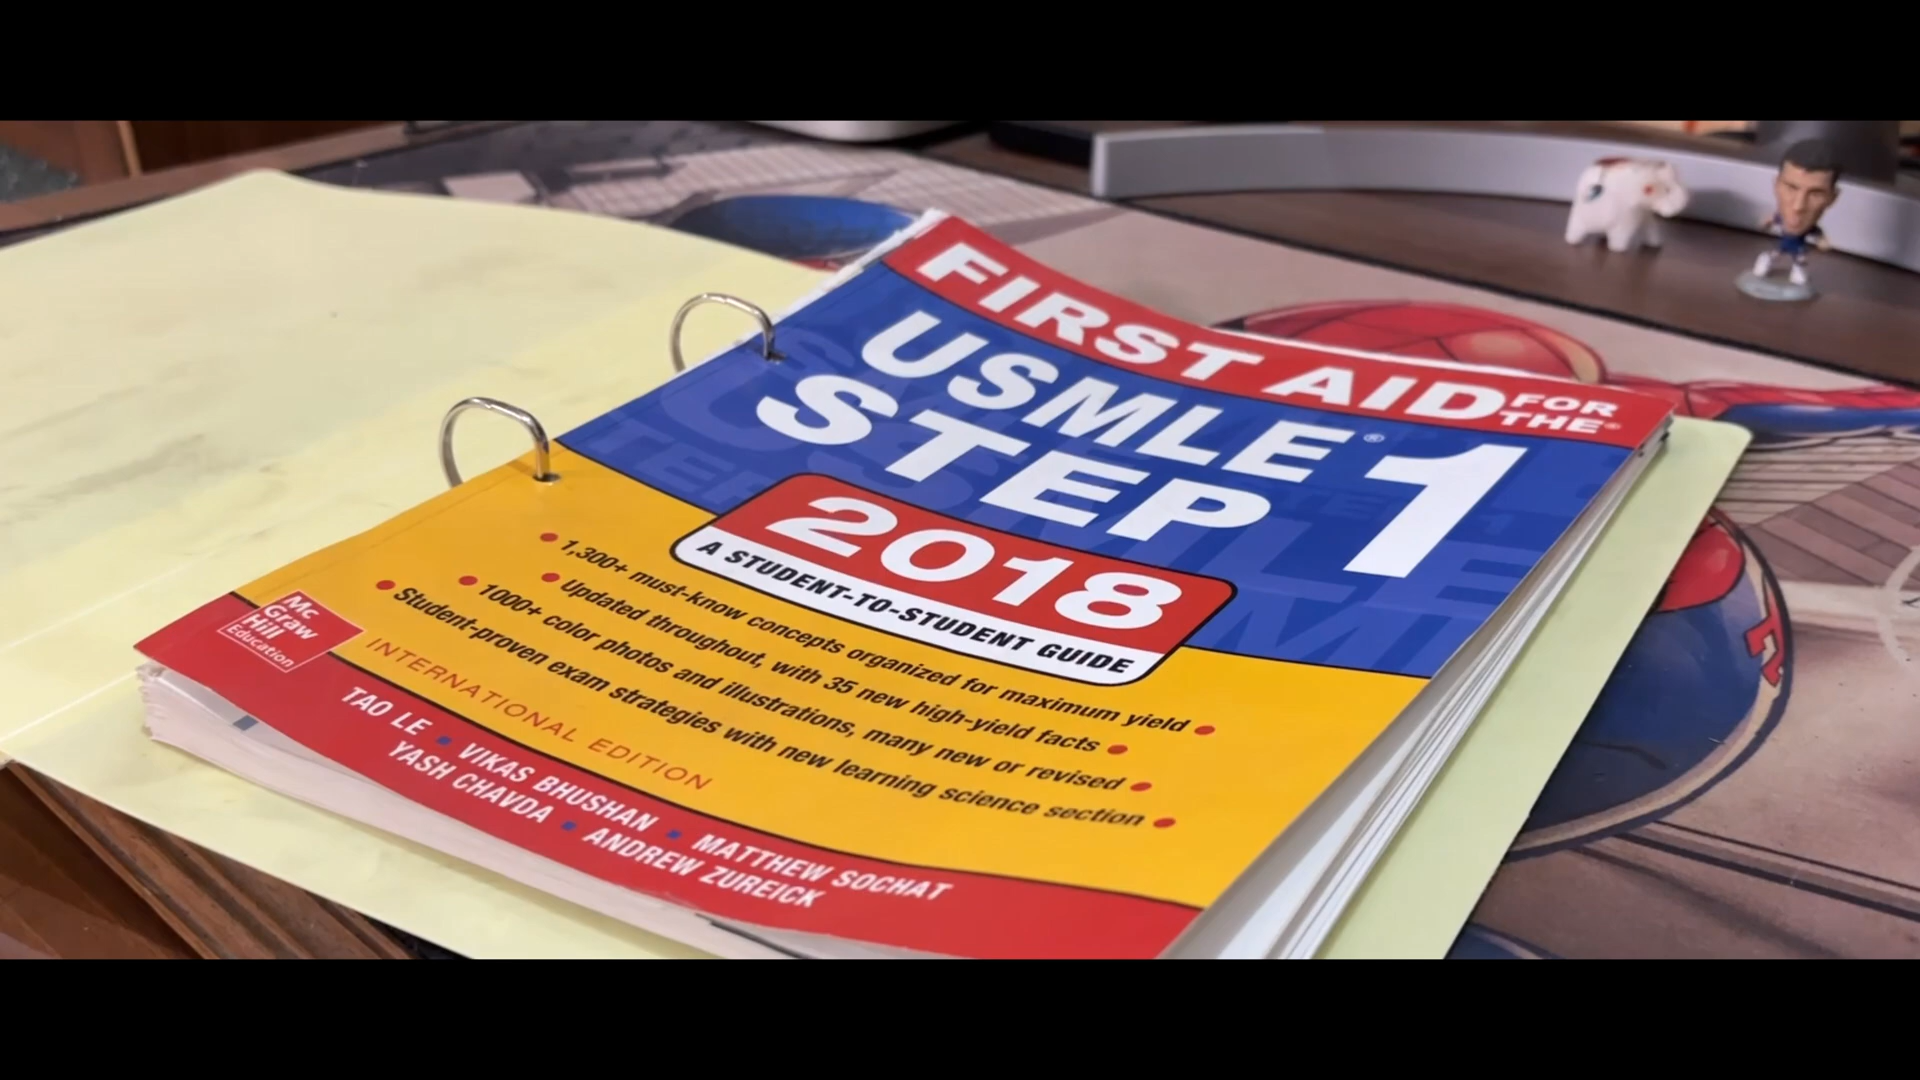 FIRST AID FOR THE®
USMLE®
STEP 1
2018
A STUDENT-TO-STUDENT GUIDE
1,300+ must-know concepts organized for maximum yield
Updated throughout, with 35 new high-yield facts
1000+ color photos and illustrations, many new or revised
Student-proven exam strategies with new learning science section
INTERNATIONAL EDITION
Mc
Graw
Hill
Education
TAO LE ▪ VIKAS BHUSHAN ▪ MATTHEW SOCHAT
YASH CHAVDA ▪ ANDREW ZUREICK